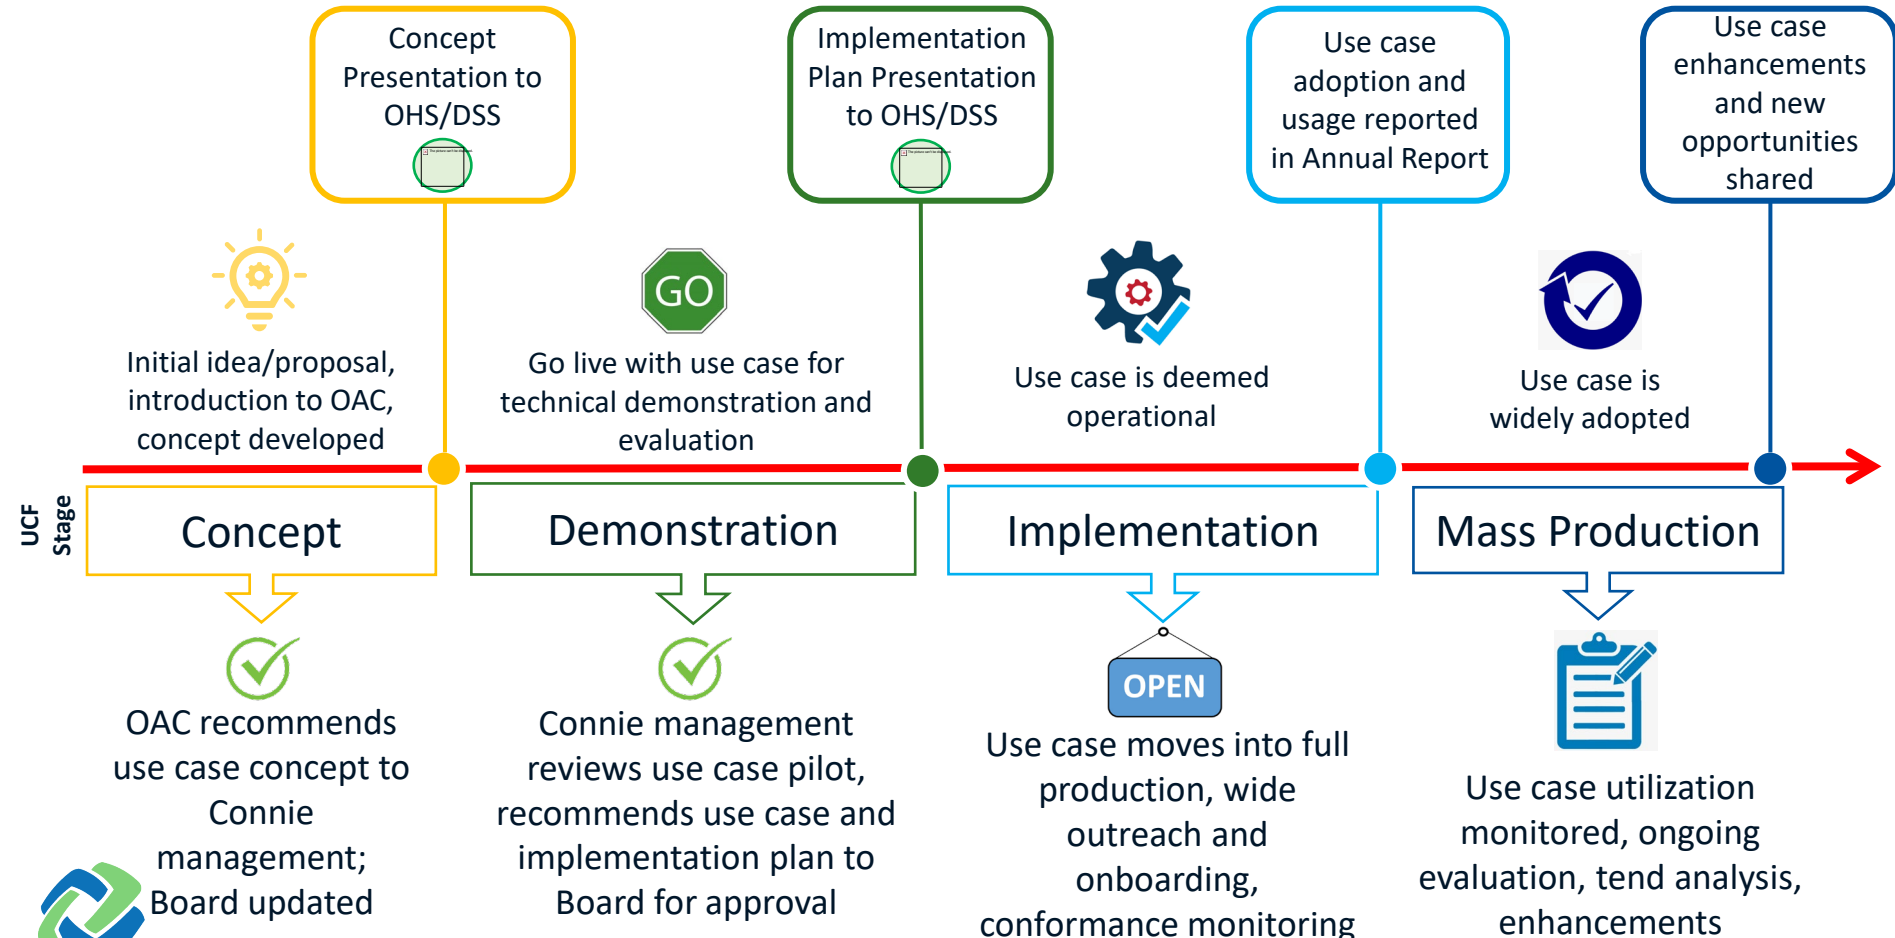 Concept
Presentation to
OHS/DSS
Implementation
Plan Presentation
to OHS/DSS
Use case
adoption and
usage reported
in Annual Report
Use case
enhancements
and new
opportunities
shared
GO
Initial idea/proposal,
introduction to OAC,
concept developed
Go live with use case for
technical demonstration and
evaluation
Use case is deemed
operational
Use case is
widely adopted
UCF
Stage
Concept
Demonstration
Implementation
Mass Production
OAC recommends
use case concept to
Connie
management;
Board updated
Connie management
reviews use case pilot,
recommends use case and
implementation plan to
Board for approval
OPEN
Use case moves into full
production, wide
outreach and
onboarding,
conformance monitoring
Use case utilization
monitored, ongoing
evaluation, tend analysis,
enhancements